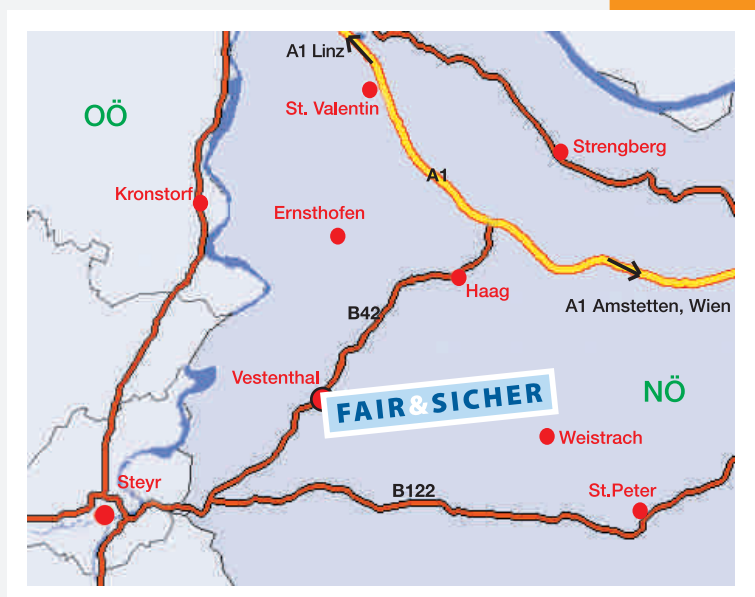 A1 Linz
OÖ
St. Valentin
Strengberg
A1
Kronstorf
Ernsthofen
Haag
A1 Amstetten, Wien
B42
Vestenthal
FAIR&SICHER
NÖ
Weistrach
Steyr
B122
St.Peter